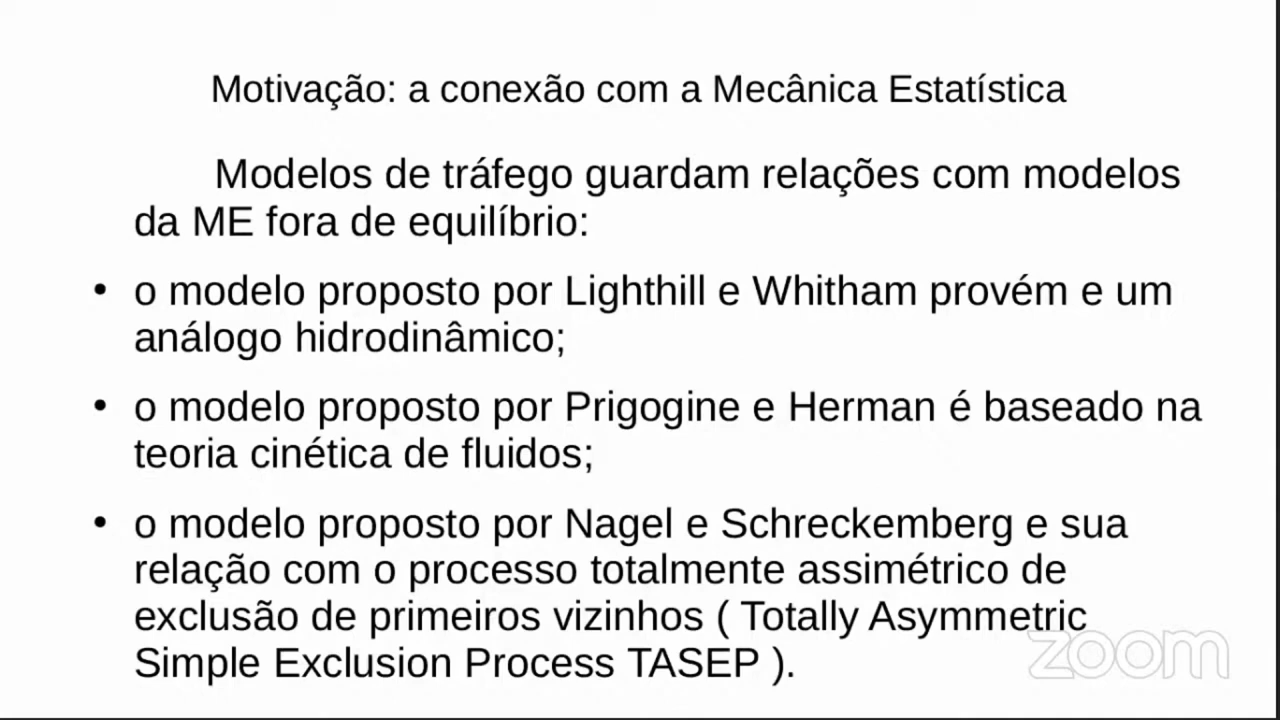 Motivação: a conexão com a Mecânica Estatística
Modelos de tráfego guardam relações com modelos
da ME fora de equilíbrio:
• o modelo proposto por Lighthill e Whitham provém e um
análogo hidrodinâmico;
• o modelo proposto por Prigogine e Herman é baseado na
teoria cinética de fluidos;
• o modelo proposto por Nagel e Schreckemberg e sua
relação com o processo totalmente assimétrico de
exclusão de primeiros vizinhos ( Totally Asymmetric
Simple Exclusion Process TASEP ).
zoom